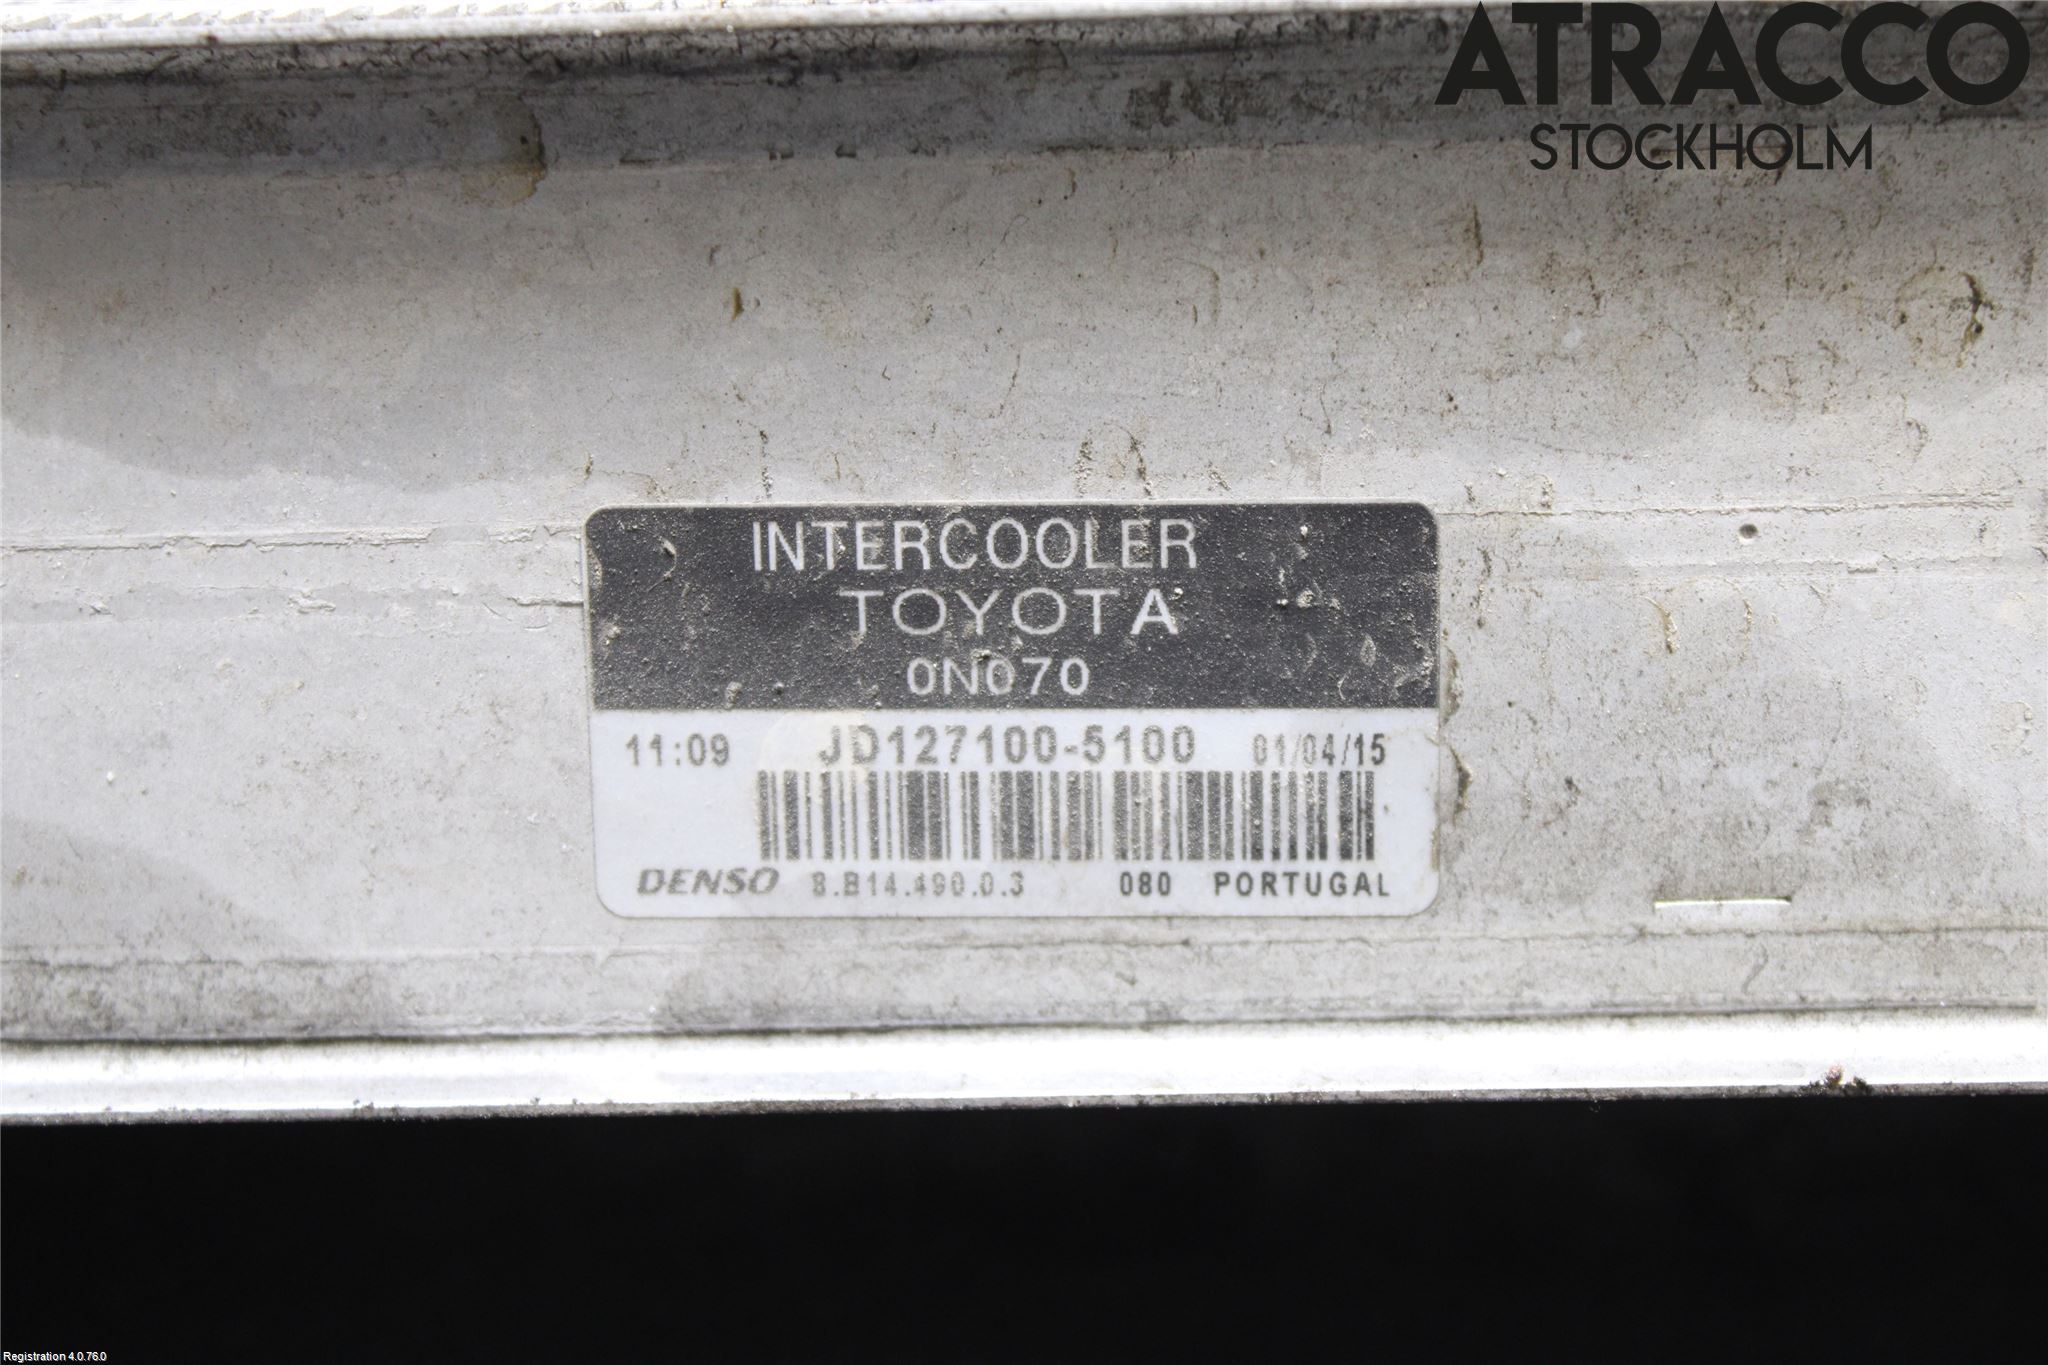 ATRACCO
STOCKHOLM
INTERCOOLER
TOYOTA
0N070
11:09 JD127100-5100 01/04/15
DENSO 8.B14.490.0.3 080 PORTUGAL
Registration 4.0.76.0